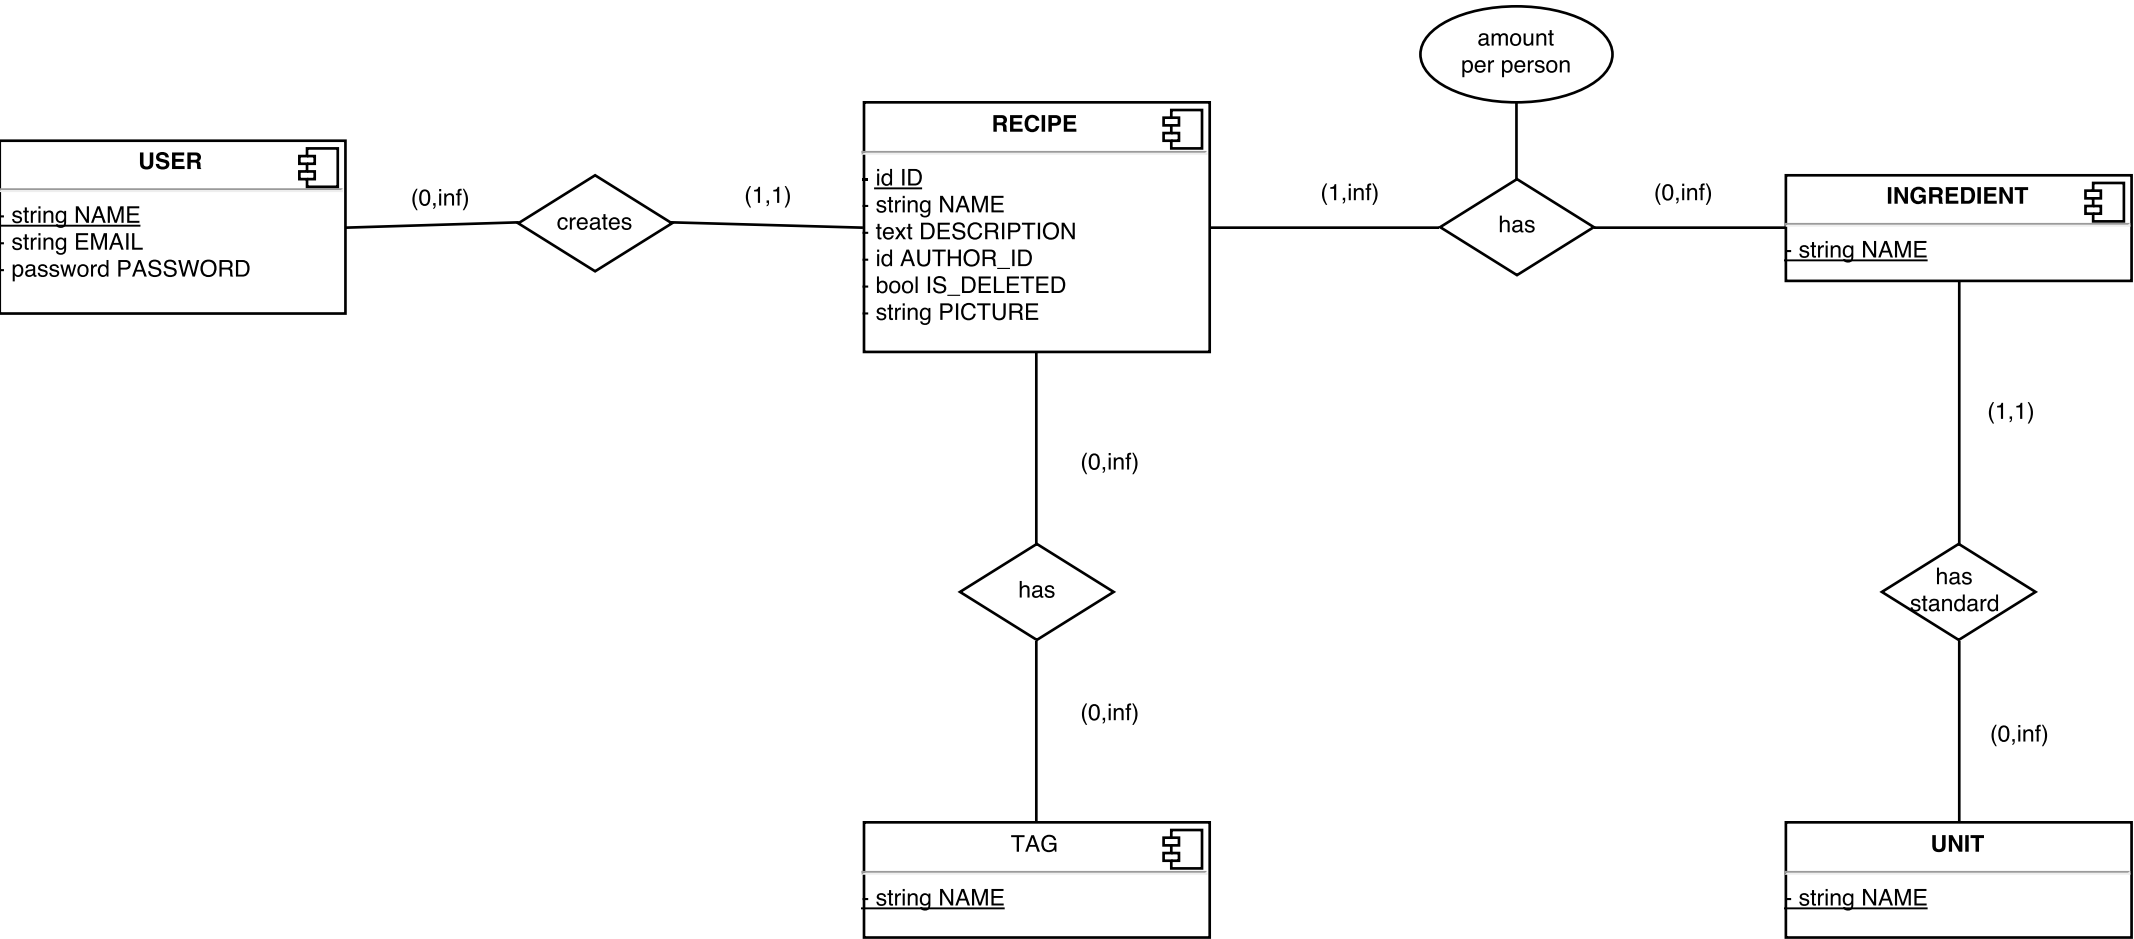 amount
per person
USER
- string NAME
- string EMAIL
- password PASSWORD
(0,inf)
creates
(1,1)
RECIPE
- id ID
- string NAME
- text DESCRIPTION
- id AUTHOR_ID
- bool IS_DELETED
- string PICTURE
(1,inf)
has
(0,inf)
INGREDIENT
- string NAME
(0,inf)
has
(0,inf)
TAG
- string NAME
(1,1)
has
standard
(0,inf)
UNIT
- string NAME